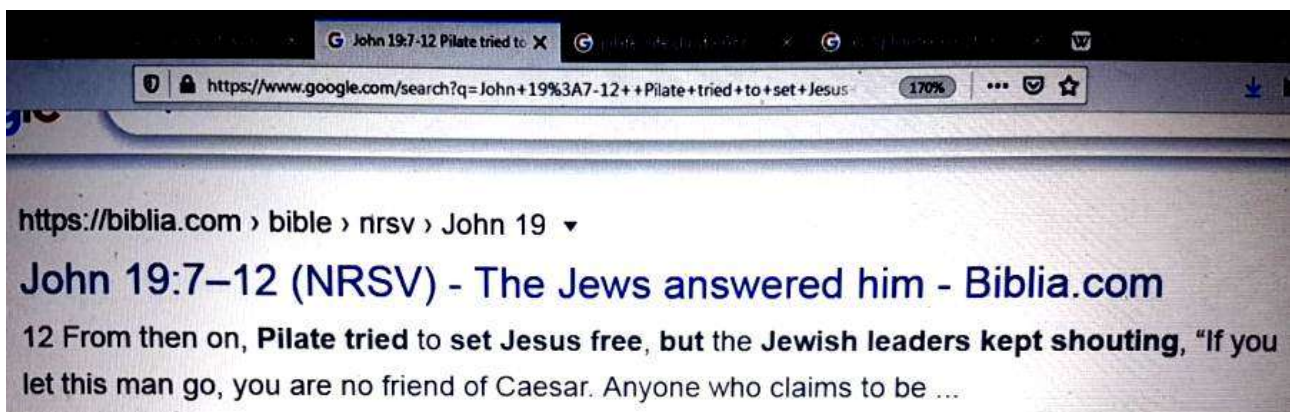 John 19:7-12 Pilate tried to
https://www.google.com/search?q=John+19%3A7-12++Pilate+tried+to+set+Jesus
170%
https://biblia.com › bible › nrsv › John 19
John 19:7–12 (NRSV) - The Jews answered him - Biblia.com
12 From then on, Pilate tried to set Jesus free, but the Jewish leaders kept shouting, “If you
let this man go, you are no friend of Caesar. Anyone who claims to be ...